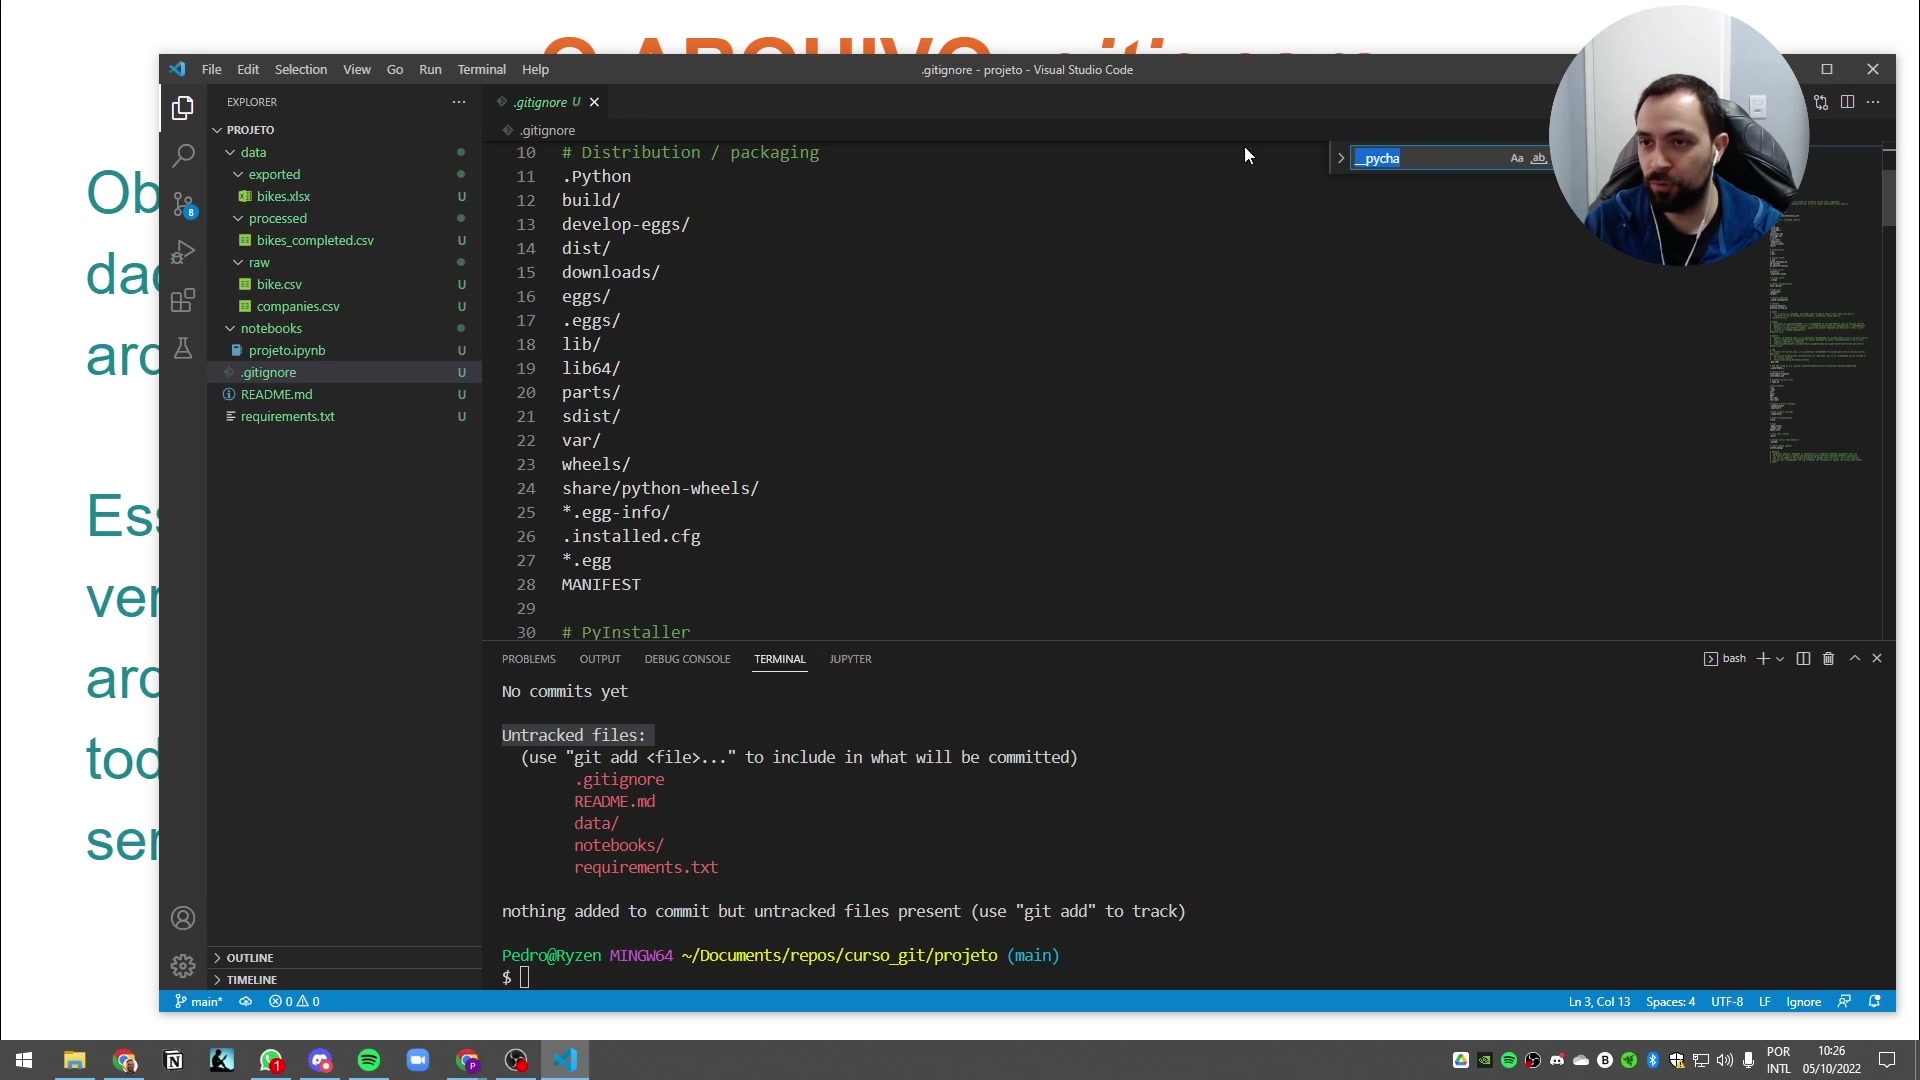 O ARQUIVO .gitignore
File Edit Selection View Go Run Terminal Help
.gitignore - projeto - Visual Studio Code
EXPLORER
PROJETO
data
exported
bikes.xlsx U
processed
bikes_completed.csv U
raw
bike.csv U
companies.csv U
notebooks
projeto.ipynb U
.gitignore U
README.md U
requirements.txt U
OUTLINE
TIMELINE
8
.gitignore U
.gitignore
__pycha
Aa ab
10 # Distribution / packaging
11 .Python
12 build/
13 develop-eggs/
14 dist/
15 downloads/
16 eggs/
17 .eggs/
18 lib/
19 lib64/
20 parts/
21 sdist/
22 var/
23 wheels/
24 share/python-wheels/
25 *.egg-info/
26 .installed.cfg
27 *.egg
28 MANIFEST
29
30 # PyInstaller
PROBLEMS OUTPUT DEBUG CONSOLE TERMINAL JUPYTER
bash
No commits yet
Untracked files:
(use "git add <file>..." to include in what will be committed)
.gitignore
README.md
data/
notebooks/
requirements.txt
nothing added to commit but untracked files present (use "git add" to track)
Pedro@Ryzen MINGW64 ~/Documents/repos/curso_git/projeto (main)
$
main* 0 0
Ln 3, Col 13 Spaces: 4 UTF-8 LF Ignore
Ob
dad
arq
Ess
ver
arq
tod
ser
1
POR
INTL
10:26
05/10/2022